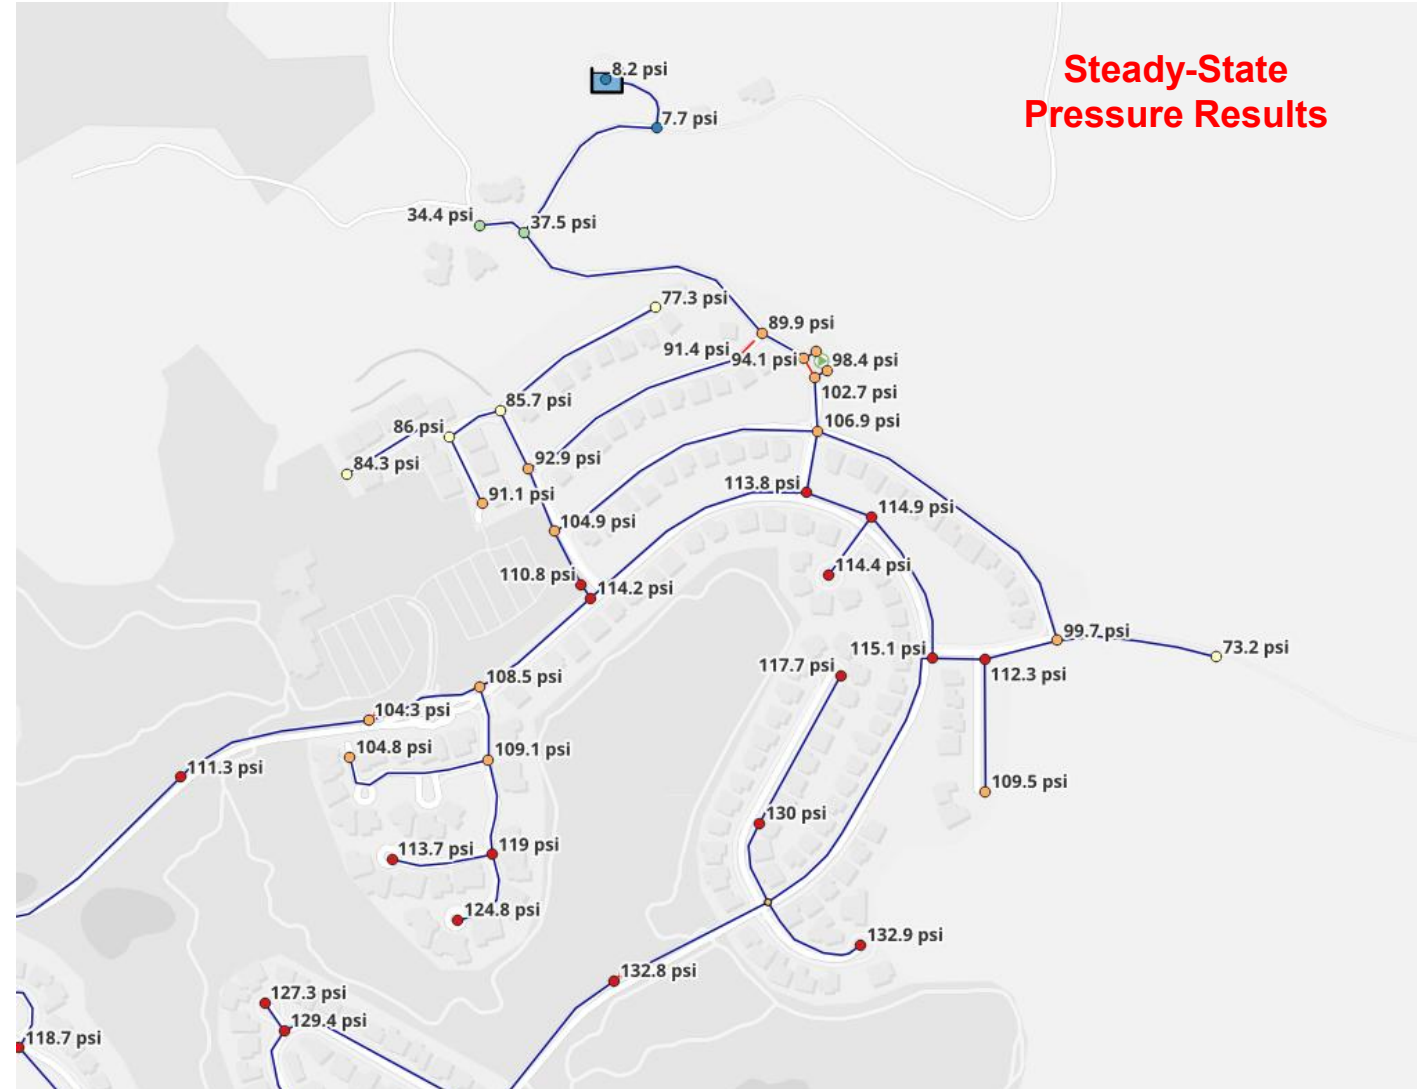 Steady-State
Pressure Results
8.2 psi
7.7 psi
34.4 psi
37.5 psi
77.3 psi
89.9 psi
91.4 psi
94.1 psi
98.4 psi
102.7 psi
85.7 psi
86 psi
106.9 psi
84.3 psi
92.9 psi
91.1 psi
113.8 psi
114.9 psi
104.9 psi
114.4 psi
110.8 psi
114.2 psi
99.7 psi
115.1 psi
73.2 psi
117.7 psi
112.3 psi
108.5 psi
104.3 psi
104.8 psi
109.1 psi
111.3 psi
109.5 psi
130 psi
113.7 psi
119 psi
124.8 psi
132.9 psi
132.8 psi
127.3 psi
129.4 psi
118.7 psi